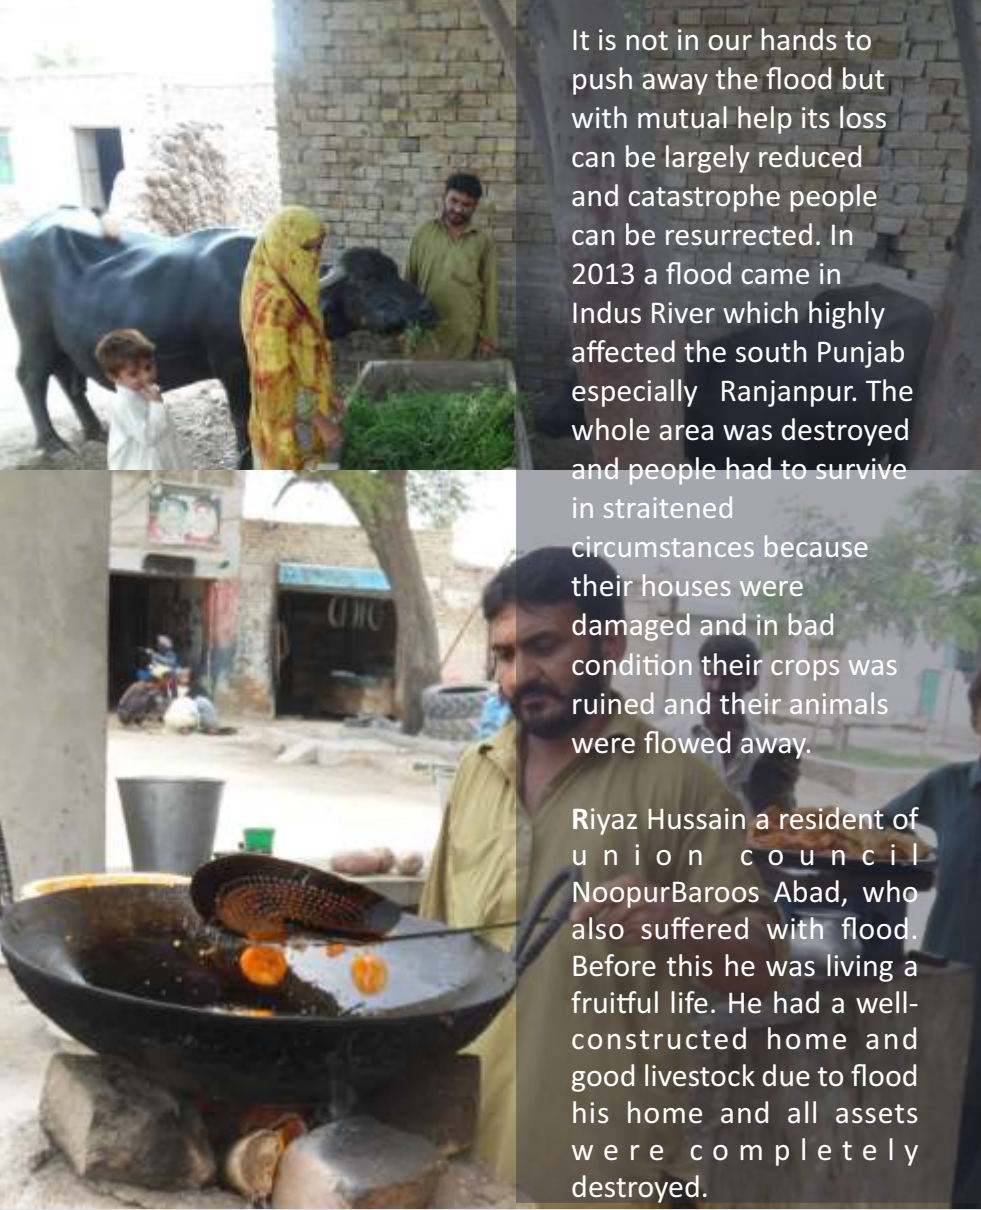 It is not in our hands to
push away the flood but
with mutual help its loss
can be largely reduced
and catastrophe people
can be resurrected. In
2013 a flood came in
Indus River which highly
affected the south Punjab
especially Ranjanpur. The
whole area was destroyed
and people had to survive
in straitened
circumstances because
their houses were
damaged and in bad
condition their crops was
ruined and their animals
were flowed away.
Riyaz Hussain a resident of
union council
NoopurBaroos Abad, who
also suffered with flood.
Before this he was living a
fruitful life. He had a well-
constructed home and
good livestock due to flood
his home and all assets
were completely
destroyed.